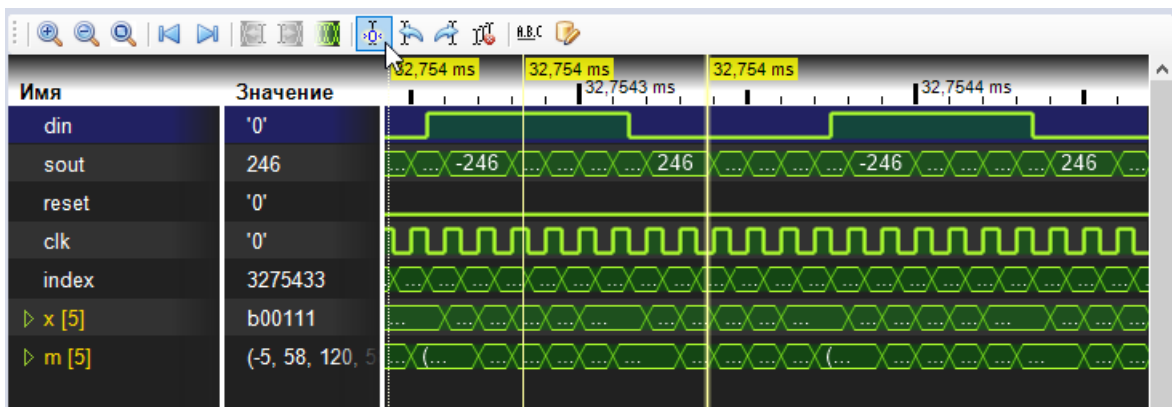 A.B.C
32,754 ms 32,754 ms 32,754 ms
Имя Значение 32,7543 ms 32,7544 ms
din '0'
sout 246 ... ... -246 ... ... ... ... 246 ... ... ... ... -246 ... ... ... ... 246 ...
reset '0'
clk '0'
index 3275433 ... ... ... ... ... ... ... ... ... ... ... ... ... ... ... ... ... ... ... ... ...
x [5] b00111 ... ... ... ... ... ... ... ... ... ... ... ...
m [5] (-5, 58, 120, 5 ... (... ... ... ... ... ... ... ... (... ... ... ... ... ...